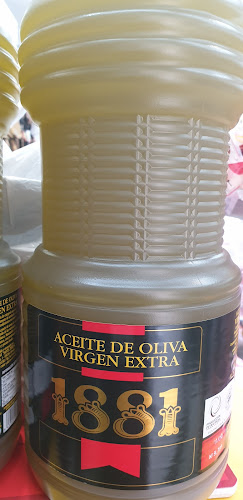 ACEITE DE OLIVA
VIRGEN EXTRA
1881